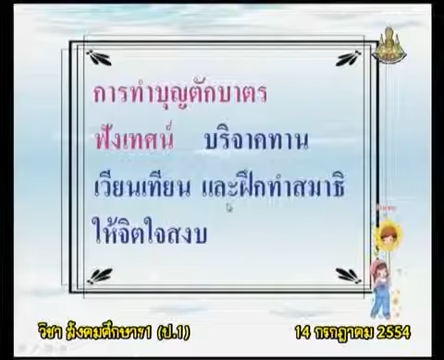 การทำบุญตักบาตร
ฟังเทศน์ บริจาคทาน
เวียนเทียน และฝึกทำสมาธิ
ให้จิตใจสงบ
วิชา สังคมศึกษาฯ1 (ป.1) 14 กรกฎาคม 2554